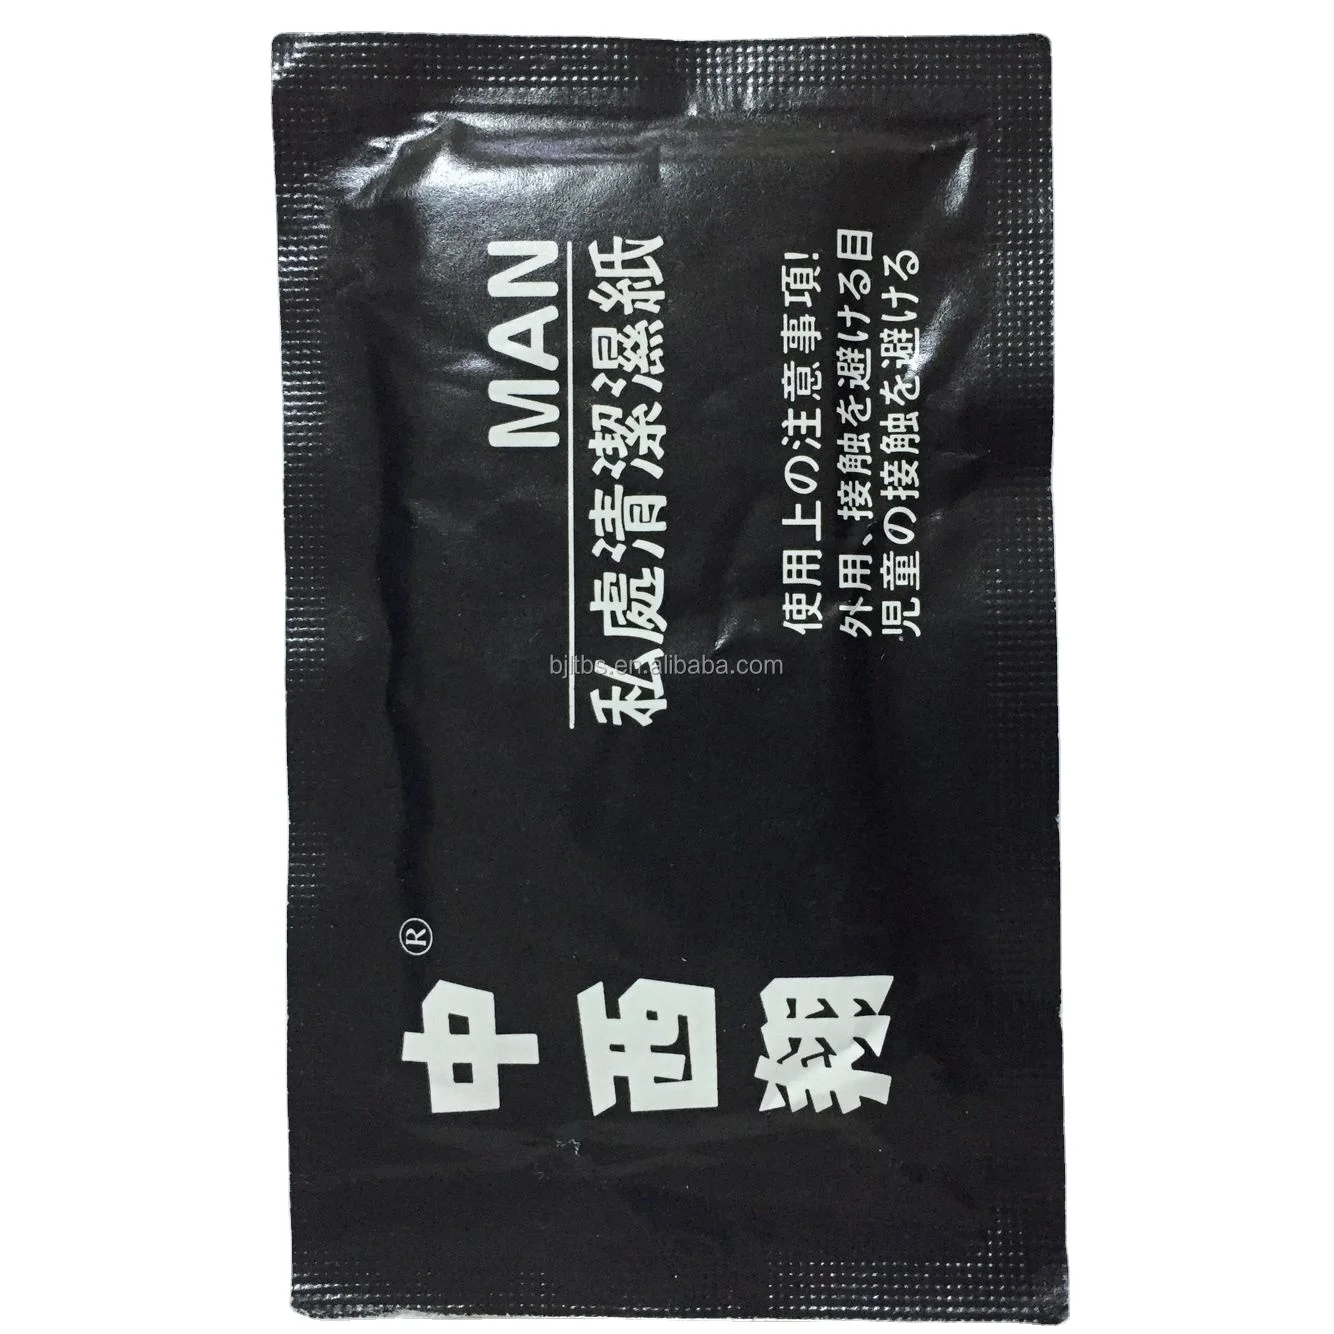 中西翔
®
MAN
私處清潔濕紙
使用上の注意事項!
外用、接触を避ける目
児童の接触を避ける
bjltbs.en.alibaba.com